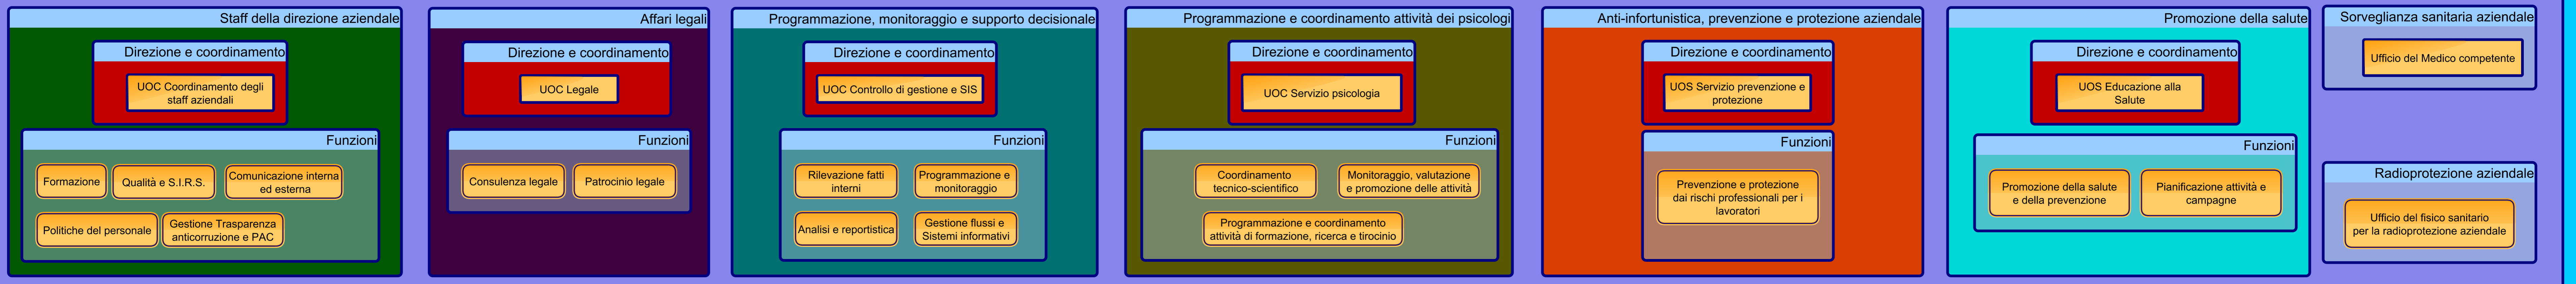 Staff della direzione aziendale
Direzione e coordinamento
UOC Coordinamento degli
staff aziendali
Funzioni
Formazione
Qualità e S.I.R.S.
Comunicazione interna
ed esterna
Politiche del personale
Gestione Trasparenza
anticorruzione e PAC
Affari legali
Direzione e coordinamento
UOC Legale
Funzioni
Consulenza legale
Patrocinio legale
Programmazione, monitoraggio e supporto decisionale
Direzione e coordinamento
UOC Controllo di gestione e SIS
Funzioni
Rilevazione fatti
interni
Programmazione e
monitoraggio
Analisi e reportistica
Gestione flussi e
Sistemi informativi
Programmazione e coordinamento attività dei psicologi
Direzione e coordinamento
UOC Servizio psicologia
Funzioni
Coordinamento
tecnico-scientifico
Monitoraggio, valutazione
e promozione delle attività
Programmazione e coordinamento
attività di formazione, ricerca e tirocinio
Anti-infortunistica, prevenzione e protezione aziendale
Direzione e coordinamento
UOS Servizio prevenzione e
protezione
Funzioni
Prevenzione e protezione
dai rischi professionali per i
lavoratori
Promozione della salute
Direzione e coordinamento
UOS Educazione alla
Salute
Funzioni
Promozione della salute
e della prevenzione
Pianificazione attività e
campagne
Sorveglianza sanitaria aziendale
Ufficio del Medico competente
Radioprotezione aziendale
Ufficio del fisico sanitario
per la radioprotezione aziendale